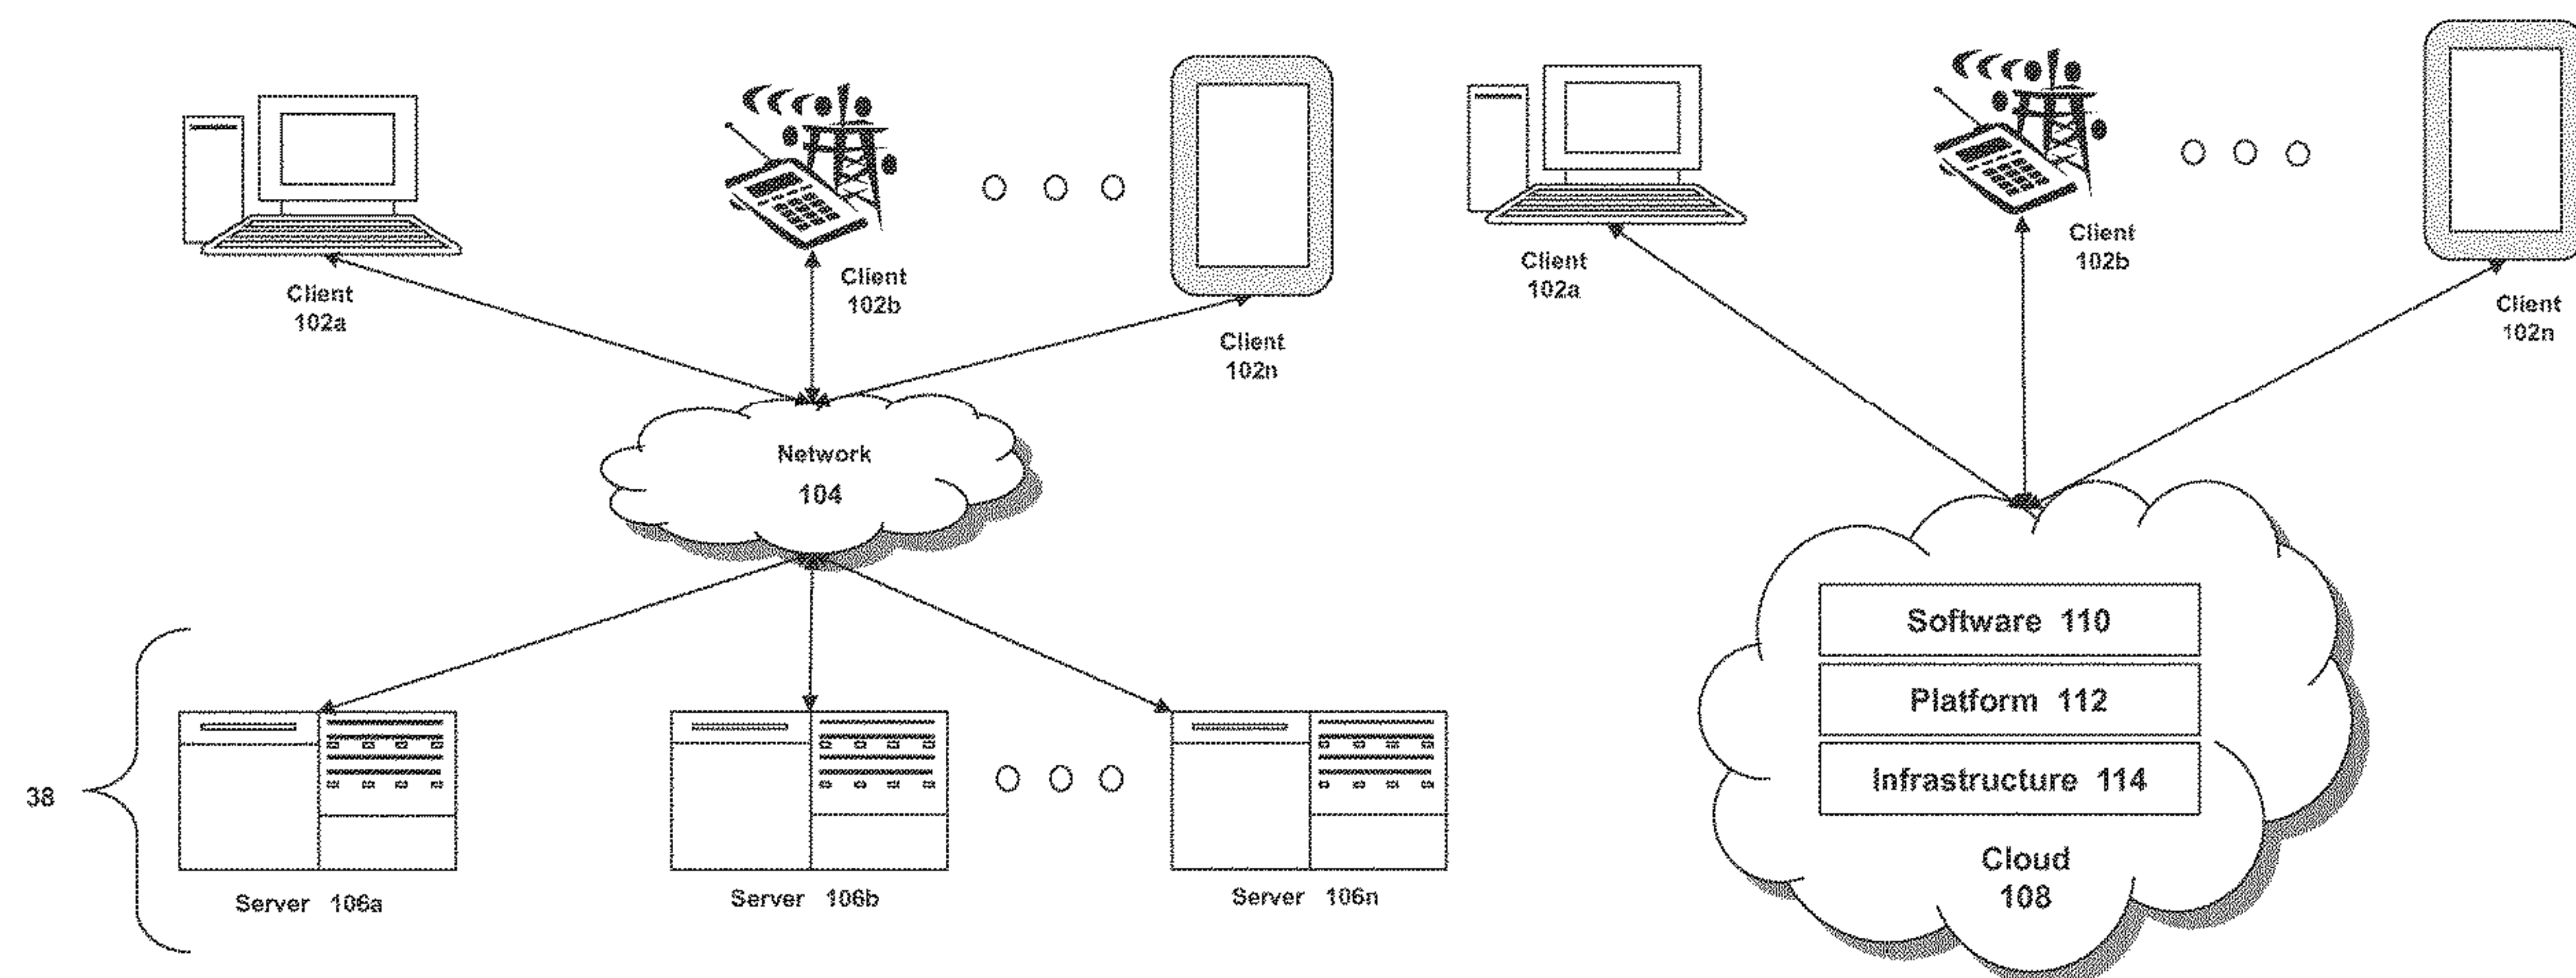 Client
102a
Client
102b
Client
102n
Network
104
38
Server 106a
Server 106b
Server 106n
Client
102a
Client
102b
Client
102n
Software 110
Platform 112
Infrastructure 114
Cloud
108